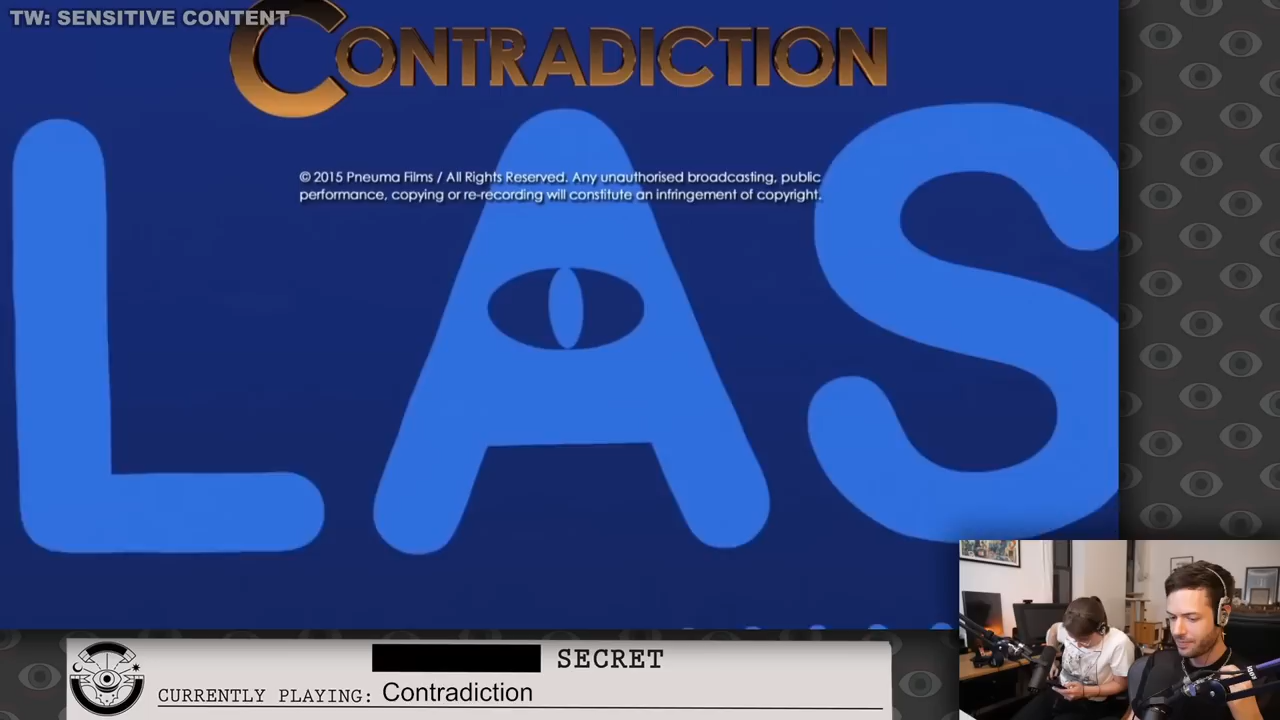 TW: SENSITIVE CONTENT
CONTRADICTION
© 2015 Pneuma Films / All Rights Reserved. Any unauthorised broadcasting, public
performance, copying or re-recording will constitute an infringement of copyright.
LAS
SECRET
CURRENTLY PLAYING: Contradiction